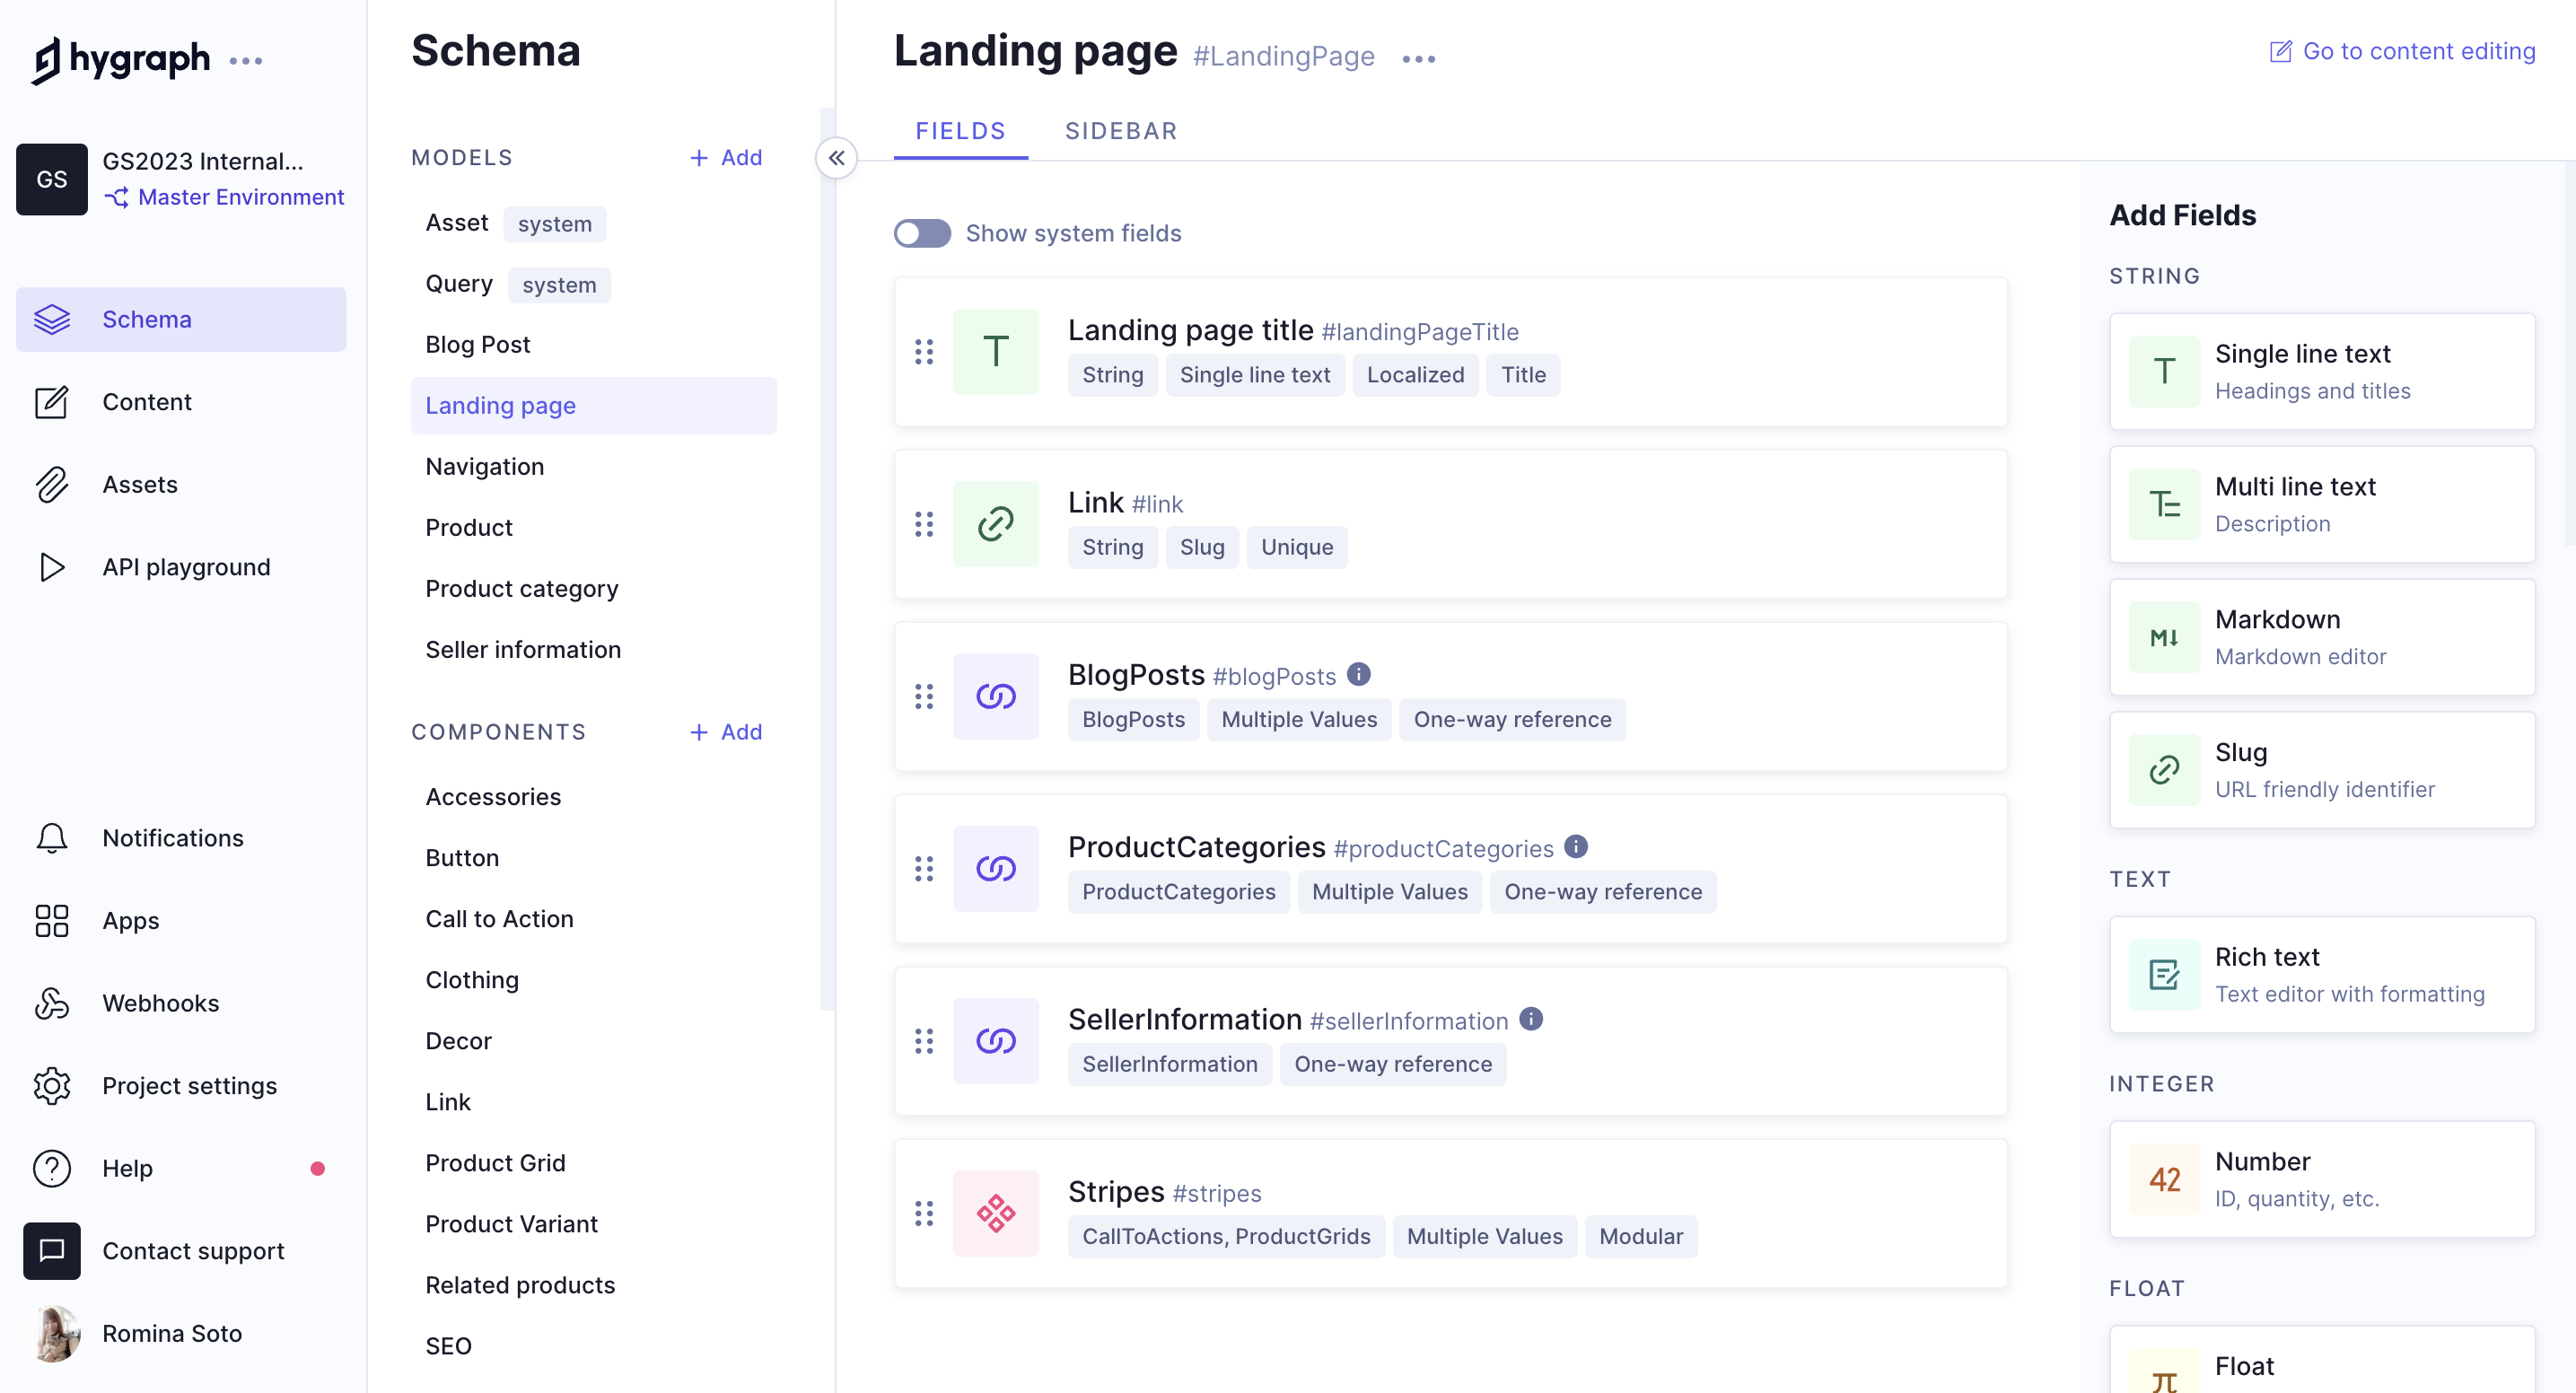 hygraph
GS
GS2023 Internal...
Master Environment
Schema
Content
Assets
API playground
Notifications
Apps
Webhooks
Project settings
Help
Contact support
Romina Soto
Schema
MODELS
+ Add
Asset system
Query system
Blog Post
Landing page
Navigation
Product
Product category
Seller information
COMPONENTS
+ Add
Accessories
Button
Call to Action
Clothing
Decor
Link
Product Grid
Product Variant
Related products
SEO
Landing page #LandingPage
Go to content editing
FIELDS SIDEBAR
Show system fields
T
Landing page title #landingPageTitle
String Single line text Localized Title
Link #link
String Slug Unique
BlogPosts #blogPosts
BlogPosts Multiple Values One-way reference
ProductCategories #productCategories
ProductCategories Multiple Values One-way reference
SellerInformation #sellerInformation
SellerInformation One-way reference
Stripes #stripes
CallToActions, ProductGrids Multiple Values Modular
Add Fields
STRING
T
Single line text
Headings and titles
Multi line text
Description
M↓
Markdown
Markdown editor
Slug
URL friendly identifier
TEXT
Rich text
Text editor with formatting
INTEGER
42
Number
ID, quantity, etc.
FLOAT
π
Float